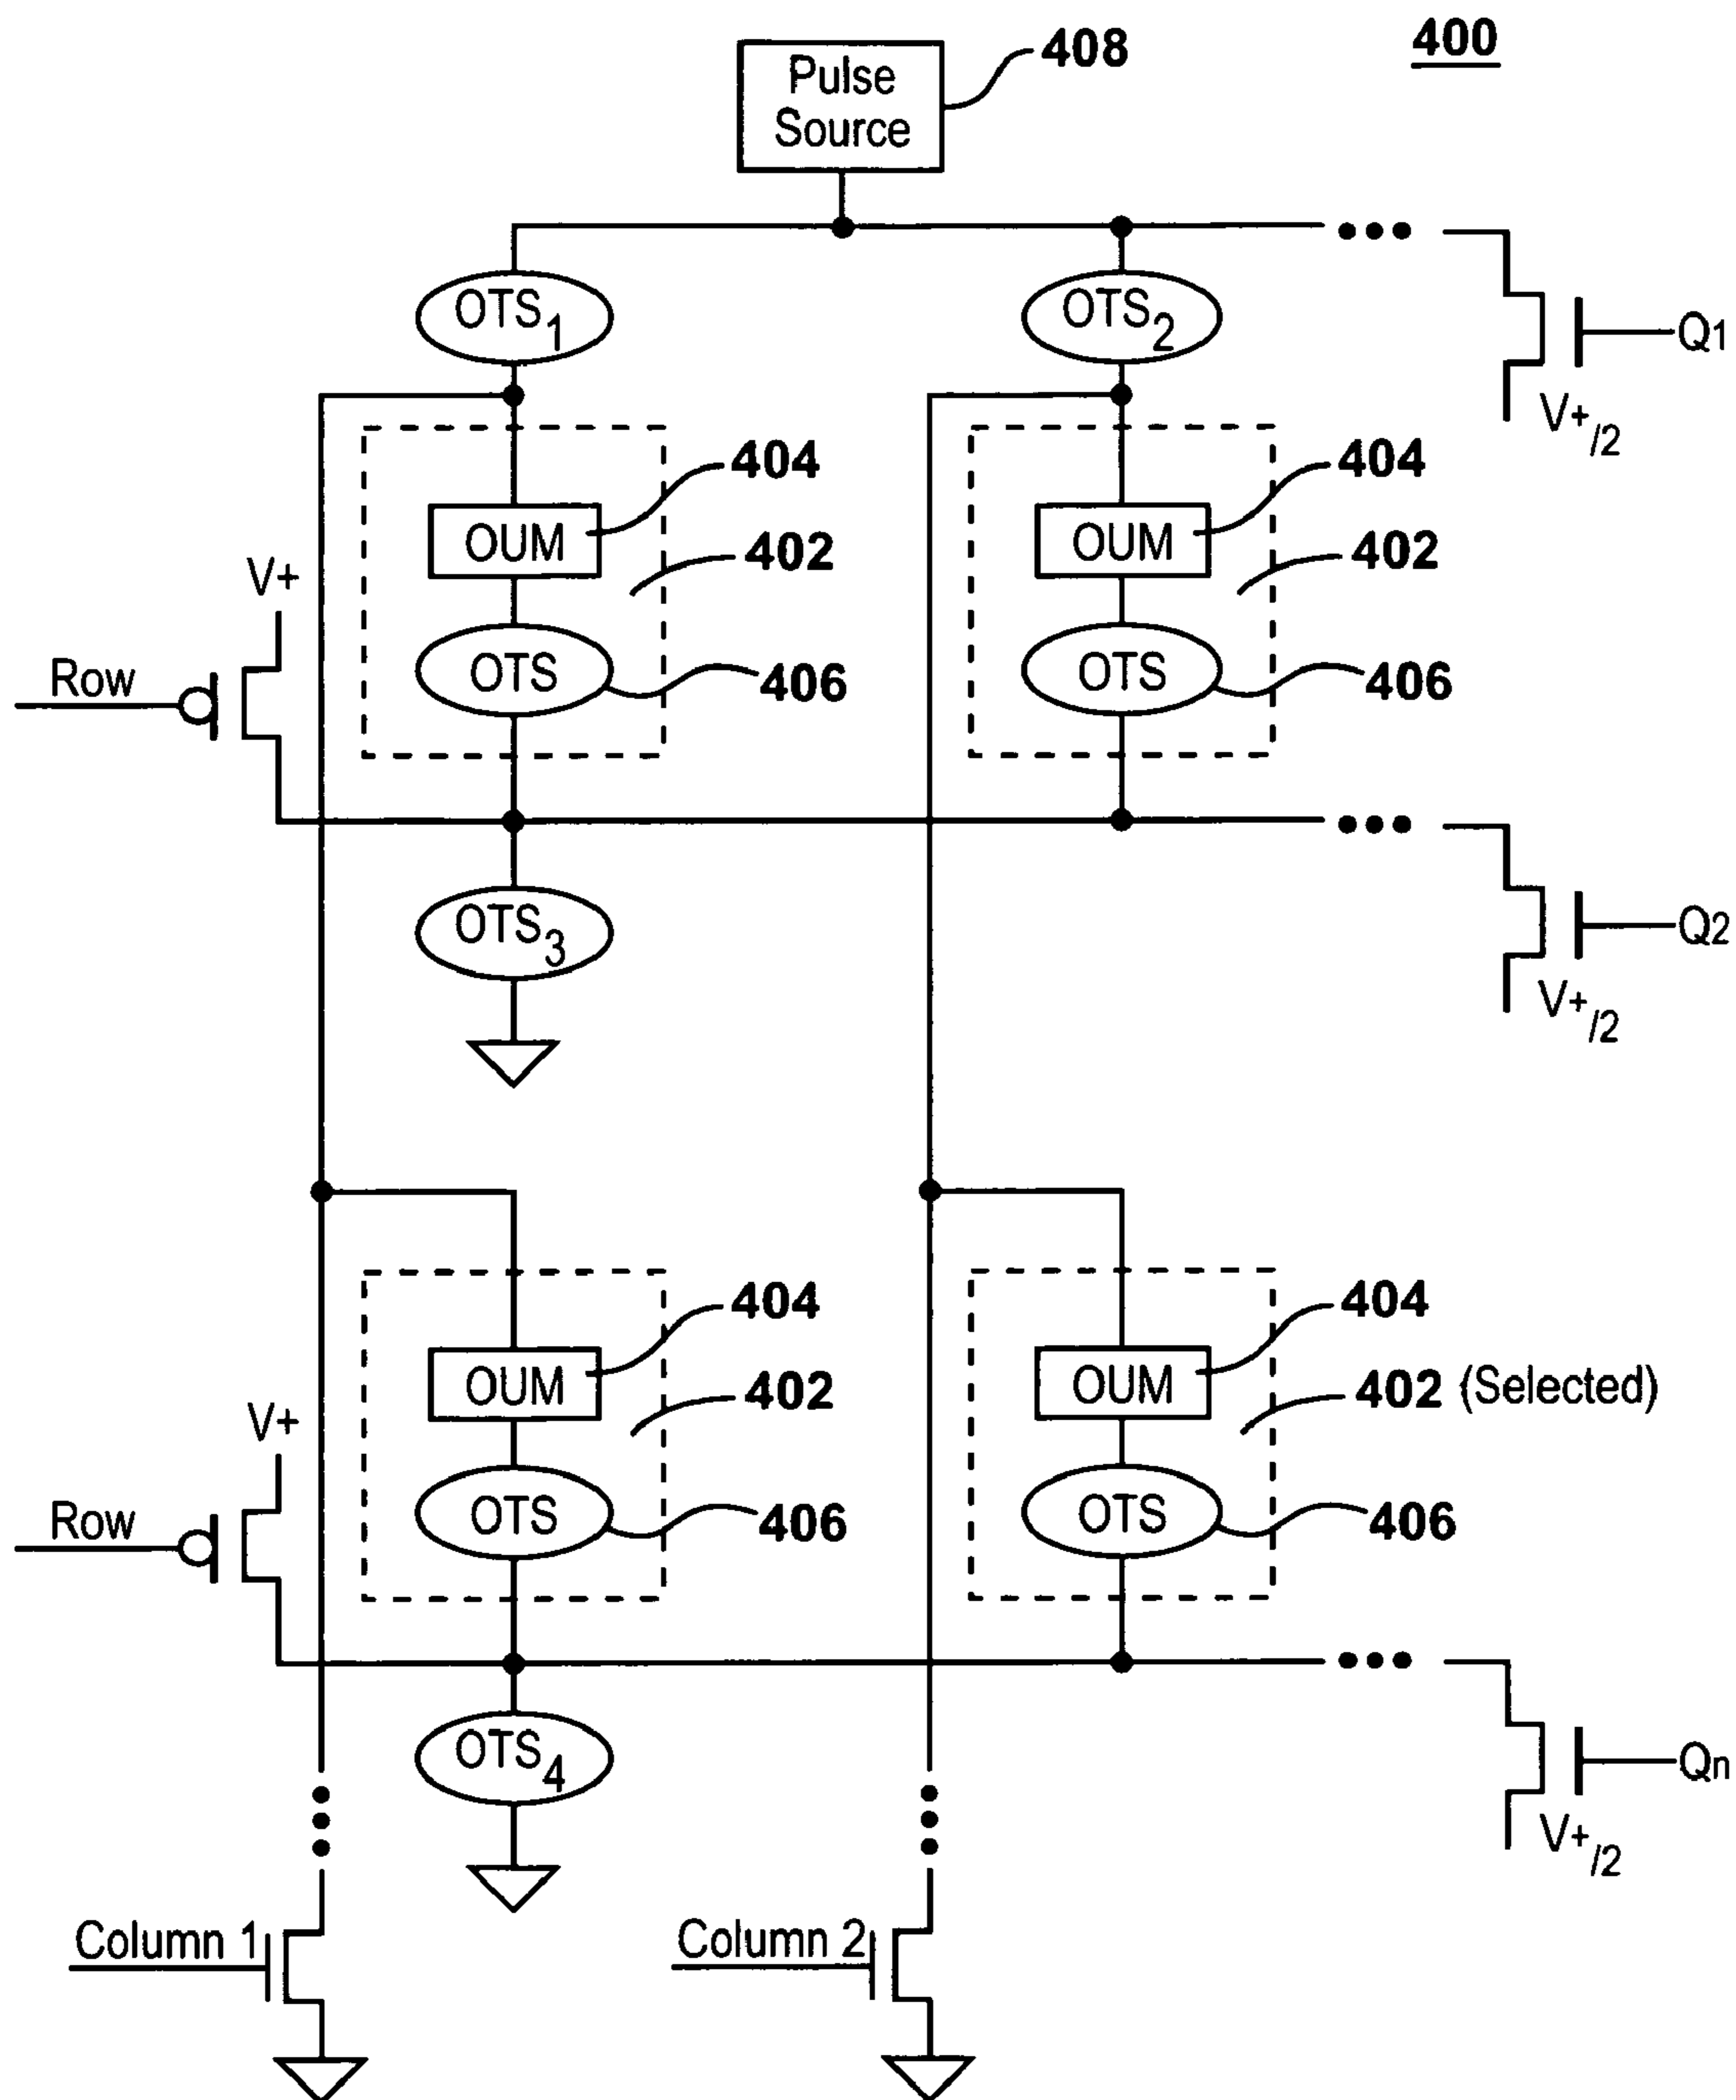 400
408
Pulse
Source
OTS1
OTS2
Q1
V+/2
404
404
OUM
OUM
402
402
V+
Row
OTS
OTS
406
406
OTS3
Q2
V+/2
404
404
OUM
OUM
402
402 (Selected)
V+
Row
OTS
OTS
406
406
OTS4
Qn
V+/2
Column 1
Column 2